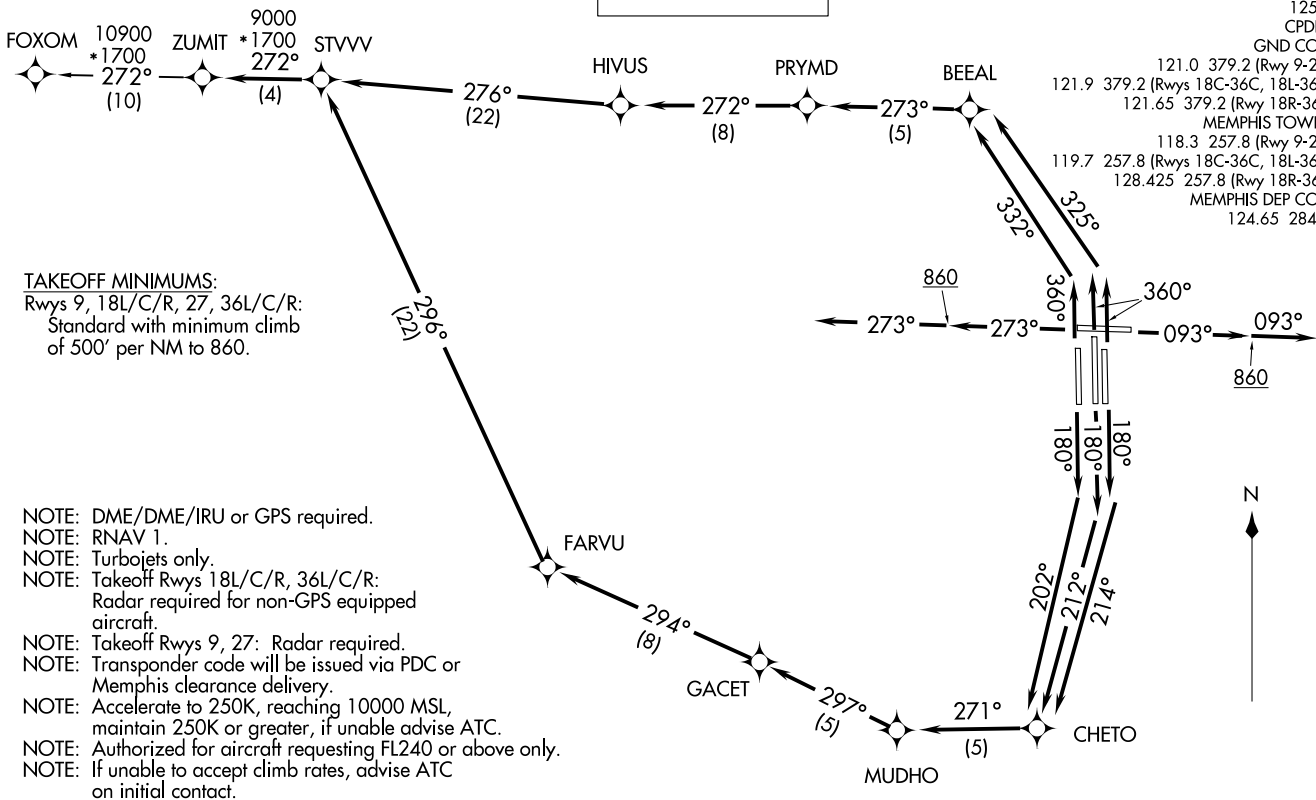 125
CPD
GND CO
121.0 379.2 (Rwy 9-2
121.9 379.2 (Rwys 18C-36C, 18L-36
121.65 379.2 (Rwy 18R-36
MEMPHIS TOW
118.3 257.8 (Rwy 9-2
119.7 257.8 (Rwys 18C-36C, 18L-36
128.425 257.8 (Rwy 18R-36
MEMPHIS DEP CO
124.65 284
FOXOM
10900
*1700
272°
(10)
ZUMIT
9000
*1700
272°
(4)
STVVV
276°
(22)
HIVUS
272°
(8)
PRYMD
273°
(5)
BEEAL
332°
325°
360°
360°
860
273°
273°
093°
093°
860
180°
180°
180°
202°
212°
214°
N
TAKEOFF MINIMUMS:
Rwys 9, 18L/C/R, 27, 36L/C/R:
Standard with minimum climb
of 500' per NM to 860.
296°
(22)
FARVU
294°
(8)
GACET
297°
(5)
MUDHO
271°
(5)
CHETO
NOTE: DME/DME/IRU or GPS required.
NOTE: RNAV 1.
NOTE: Turbojets only.
NOTE: Takeoff Rwys 18L/C/R, 36L/C/R:
Radar required for non-GPS equipped
aircraft.
NOTE: Takeoff Rwys 9, 27: Radar required.
NOTE: Transponder code will be issued via PDC or
Memphis clearance delivery.
NOTE: Accelerate to 250K, reaching 10000 MSL,
maintain 250K or greater, if unable advise ATC.
NOTE: Authorized for aircraft requesting FL240 or above only.
NOTE: If unable to accept climb rates, advise ATC
on initial contact.